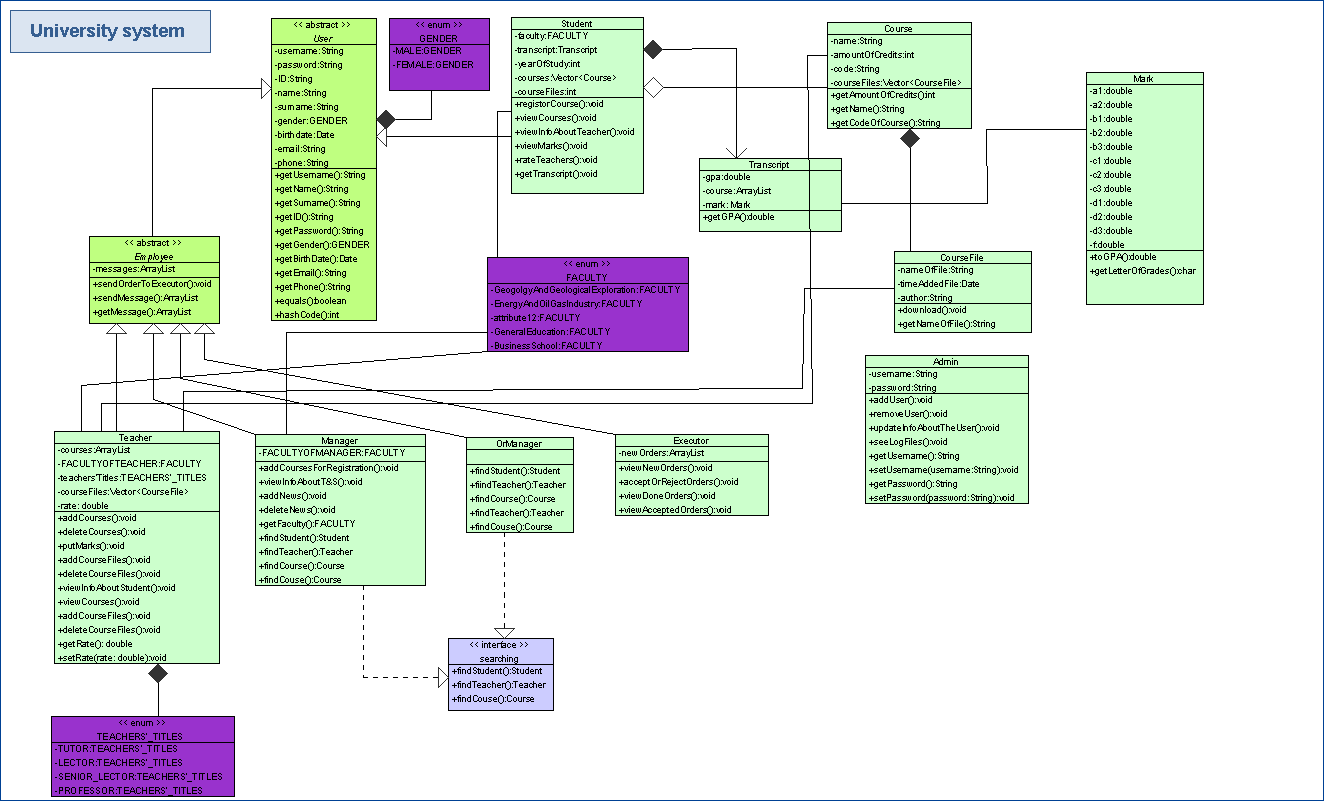 University system
<< abstract >>
User
-username:String
-password:String
-ID:String
-name:String
-surname:String
-gender:GENDER
-birthdate:Date
-email:String
-phone:String
+getUsername():String
+getName():String
+getSurname():String
+getID():String
+getPassword():String
+getGender():GENDER
+getBirthDate():Date
+getEmail():String
+getPhone():String
+equals():boolean
+hashCode():int
<< enum >>
GENDER
-MALE:GENDER
-FEMALE:GENDER
Student
-faculty:FACULTY
-transcript:Transcript
-yearOfStudy:int
-courses:Vector<Course>
-courseFiles:int
+registorCourse():void
+viewCourses():void
+viewInfoAboutTeacher():void
+viewMarks():void
+rateTeachers():void
+getTranscript():void
Course
-name:String
-amountOfCredits:int
-code:String
-courseFiles:Vector<CourseFile>
+getAmountOfCredits():int
+getName():String
+getCodeOfCourse():String
Mark
-a1:double
-a2:double
-b1:double
-b2:double
-b3:double
-c1:double
-c2:double
-c3:double
-d1:double
-d2:double
-d3:double
-f:double
+toGPA():double
+getLetterOfGrades():char
Transcript
-gpa:double
-course:ArrayList
-mark: Mark
+getGPA():double
<< abstract >>
Employee
-messages:ArrayList
+sendOrderToExecutor():void
+sendMessage():ArrayList
+getMessage():ArrayList
<< enum >>
FACULTY
-GeogolgyAndGeologicalExploration:FACULTY
-EnergyAndOilGasIndustry:FACULTY
-attribute12:FACULTY
-GeneralEducation:FACULTY
-BusinessSchool:FACULTY
CourseFile
-nameOfFile:String
-timeAddedFile:Date
-author:String
+download():void
+getNameOfFile():String
Admin
-username:String
-password:String
+addUser():void
+removeUser():void
+updateInfoAboutTheUser():void
+seeLogFiles():void
+getUsername():String
+setUsername(username:String):void
+getPassword():String
+setPassword(password:String):void
Teacher
-courses:ArrayList
-FACULTYOFTEACHER:FACULTY
-teachers'Titles:TEACHERS'_TITLES
-courseFiles:Vector<CourseFile>
-rate: double
+addCourses():void
+deleteCourses():void
+putMarks():void
+addCourseFiles():void
+deleteCourseFiles():void
+viewInfoAboutStudent():void
+viewCourses():void
+addCourseFiles():void
+deleteCourseFiles():void
+getRate(): double
+setRate(rate: double):void
Manager
-FACULTYOFMANAGER:FACULTY
+addCoursesForRegistration():void
+viewInfoAboutT&S():void
+addNews():void
+deleteNews():void
+getFaculty():FACULTY
+findStudent():Student
+findTeacher():Teacher
+findCourse():Course
+findCouse():Course
OrManager
+findStudent():Student
+fiindTeacher():Teacher
+findCourse():Course
+findTeacher():Teacher
+findCouse():Course
Executor
-newOrders:ArrayList
+viewNewOrders():void
+acceptOrRejectOrders():void
+viewDoneOrders():void
+viewAcceptedOrders():void
<< interface >>
searching
+findStudent():Student
+findTeacher():Teacher
+findCouse():Course
<< enum >>
TEACHERS'_TITLES
-TUTOR:TEACHERS'_TITLES
-LECTOR:TEACHERS'_TITLES
-SENIOR_LECTOR:TEACHERS'_TITLES
-PROFESSOR:TEACHERS'_TITLES